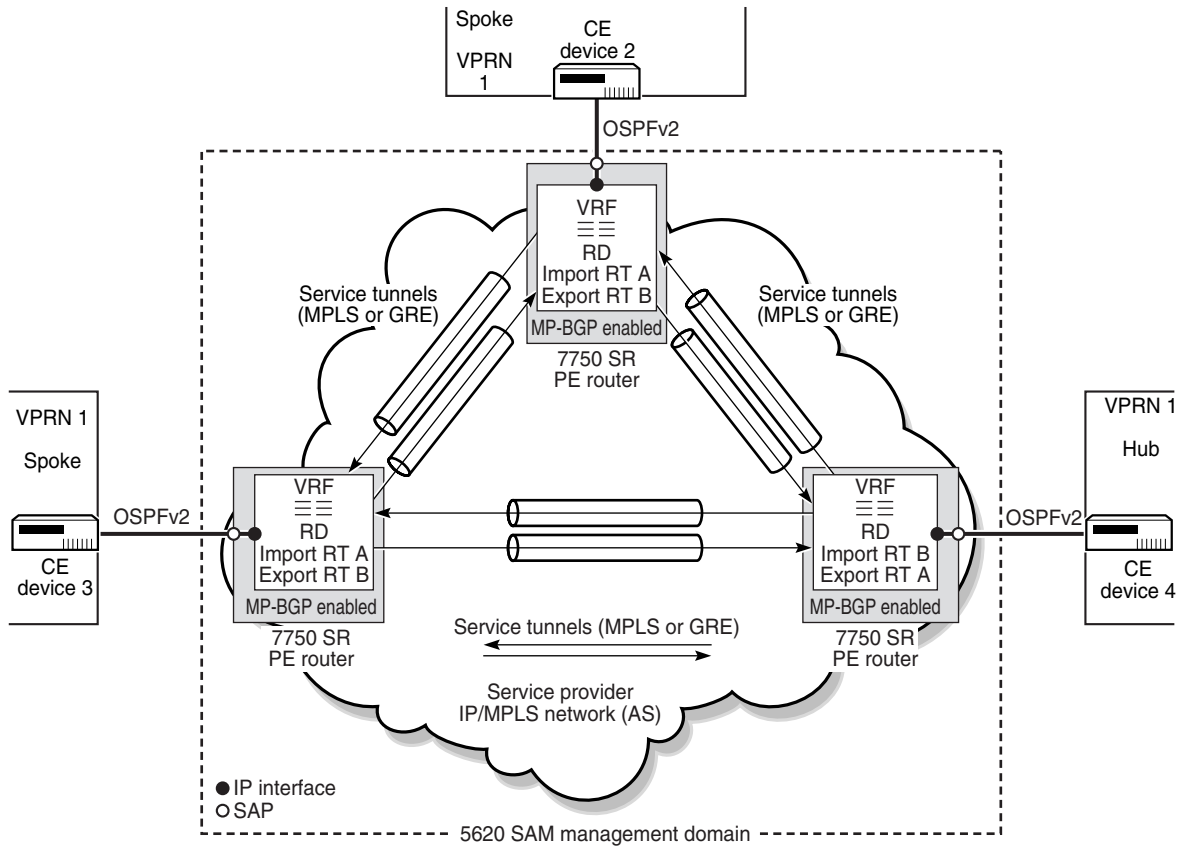 Spoke
VPRN
1
CE
device 2
OSPFv2
VRF
RD
Import RT A
Export RT B
MP-BGP enabled
7750 SR
PE router
Service tunnels
(MPLS or GRE)
Service tunnels
(MPLS or GRE)
VPRN 1
Spoke
CE
device 3
OSPFv2
VRF
RD
Import RT A
Export RT B
MP-BGP enabled
7750 SR
PE router
VRF
RD
Import RT B
Export RT A
MP-BGP enabled
7750 SR
PE router
OSPFv2
VPRN 1
Hub
CE
device 4
Service tunnels (MPLS or GRE)
Service provider
IP/MPLS network (AS)
IP interface
SAP
5620 SAM management domain